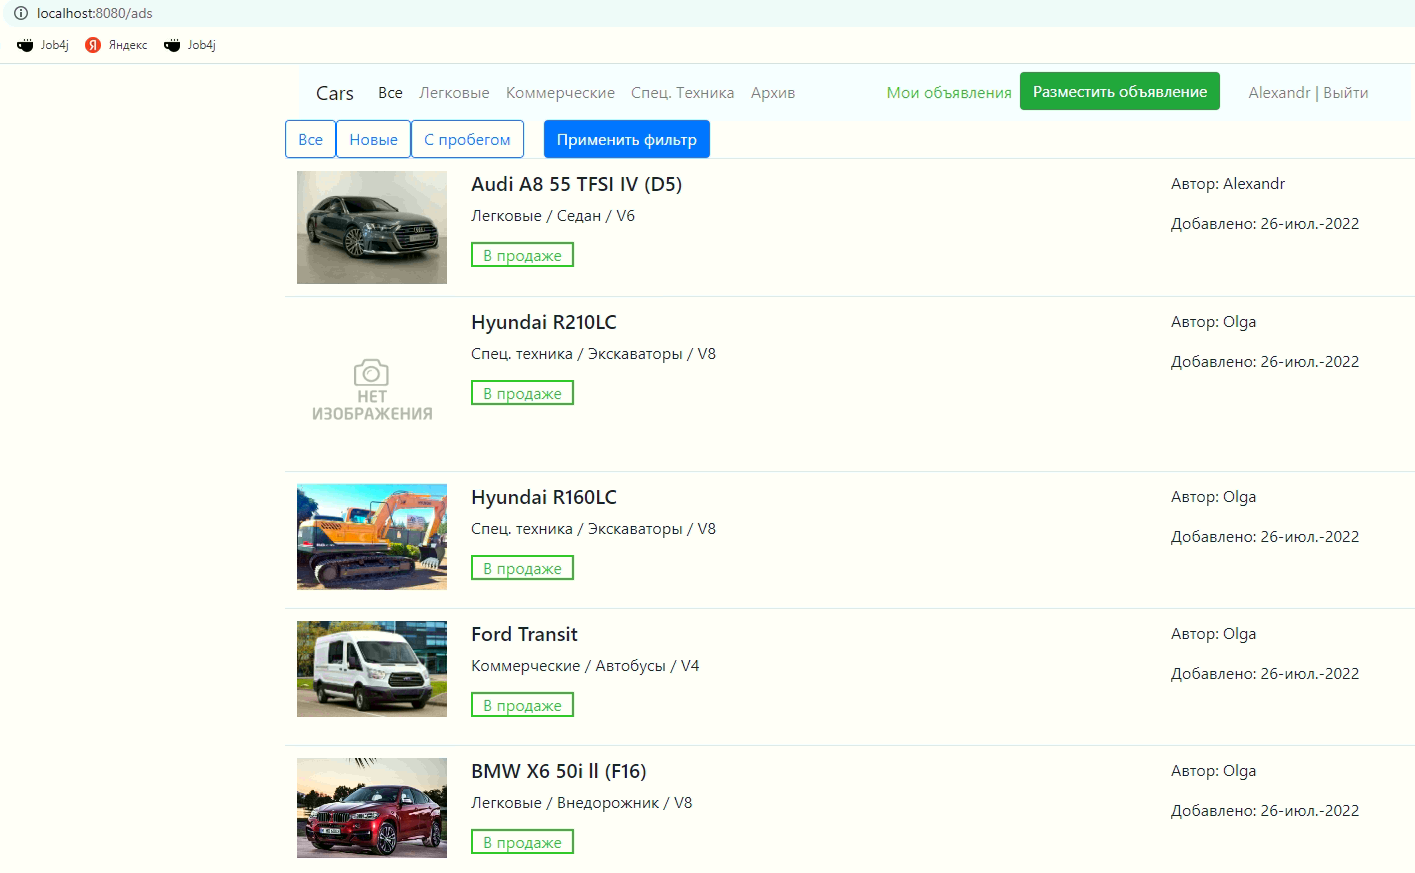 localhost:8080/ads
Job4j Яндекс Job4j
Cars Все Легковые Коммерческие Спец. Техника Архив Мои объявления Разместить объявление Alexandr | Выйти
Все Новые С пробегом Применить фильтр
Audi A8 55 TFSI IV (D5)
Автор: Alexandr
Легковые / Седан / V6
Добавлено: 26-июл.-2022
В продаже
Hyundai R210LC
Автор: Olga
Спец. техника / Экскаваторы / V8
Добавлено: 26-июл.-2022
В продаже
НЕТ
ИЗОБРАЖЕНИЯ
Hyundai R160LC
Автор: Olga
Спец. техника / Экскаваторы / V8
Добавлено: 26-июл.-2022
В продаже
Ford Transit
Автор: Olga
Коммерческие / Автобусы / V4
Добавлено: 26-июл.-2022
В продаже
BMW X6 50i ll (F16)
Автор: Olga
Легковые / Внедорожник / V8
Добавлено: 26-июл.-2022
В продаже